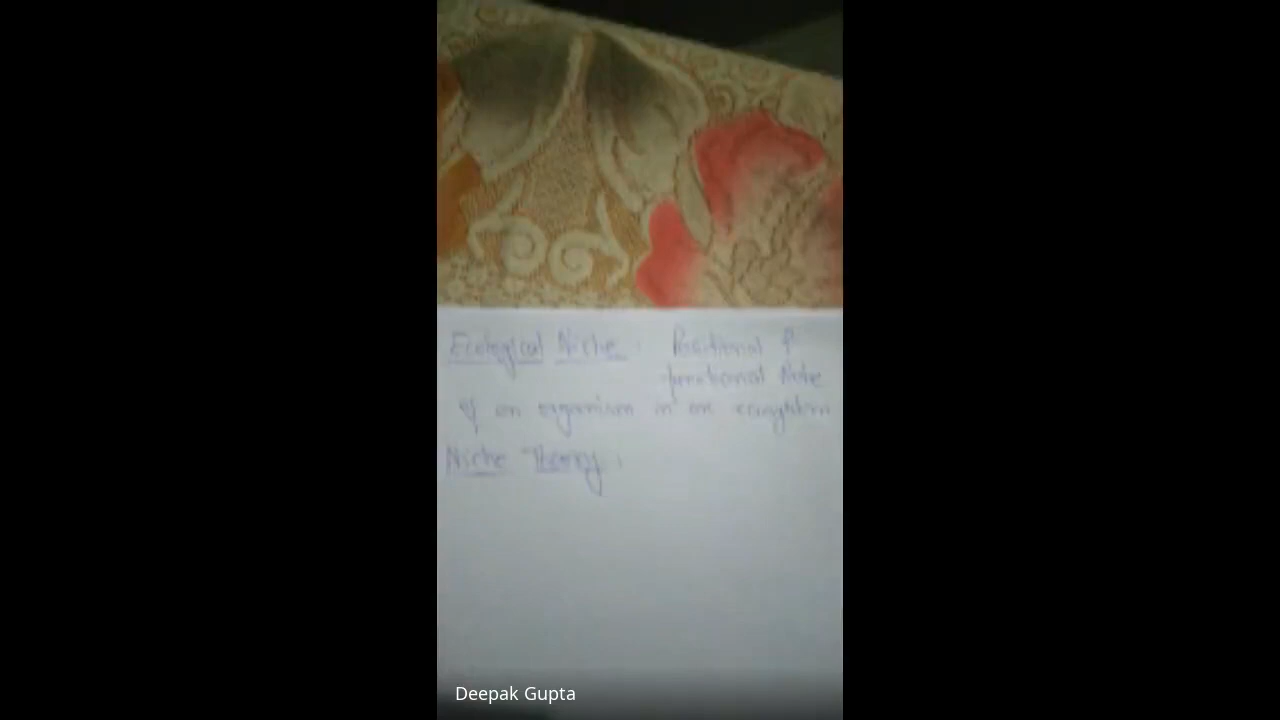 Ecological Niche : Positional &
functional Role
of an organism in an ecosystem
Niche Theory :
Deepak Gupta